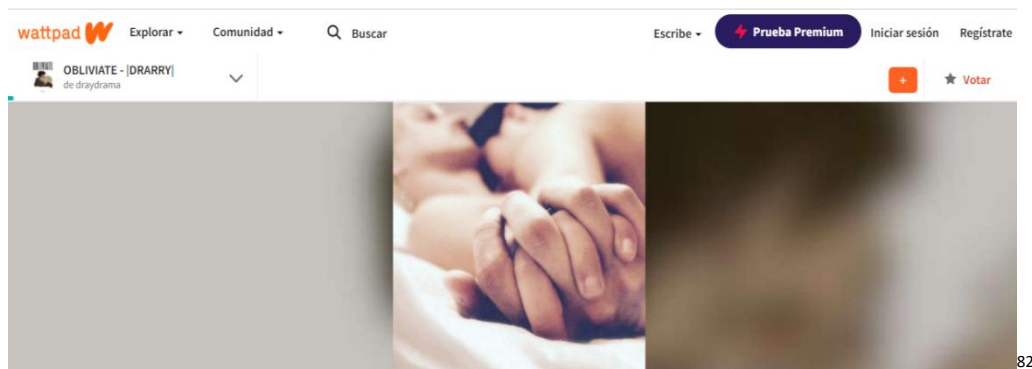 wattpad
Explorar
Comunidad
Buscar
Escribe
Prueba Premium
Iniciar sesión
Regístrate
OBLIVIATE - |DRARRY|
de draydrama
+
Votar
82